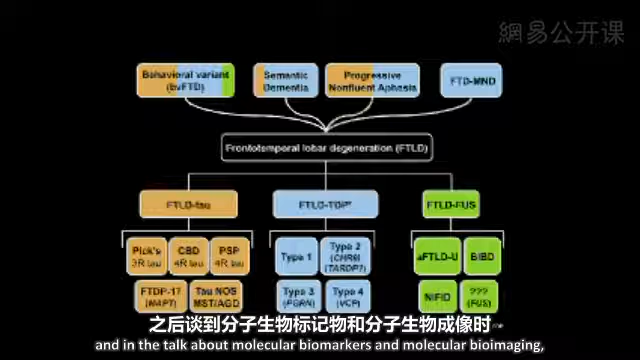 網易公开课
Behavioral variant
(bvFTD)
Semantic
Dementia
Progressive
Nonfluent Aphasia
FTD-MND
Frontotemporal lobar degeneration (FTLD)
FTLD-tau
FTLD-TDP*
FTLD-FUS
Pick's
3R tau
CBD
4R tau
PSP
4R tau
Type 1
Type 2
(CHR9)
(TARDP?)
aFTLD-U
BIBD
FTDP-17
(MAPT)
Tau NOS
MST/AGD
Type 3
(PGRN)
Type 4
(VCP)
NIFID
???
(FUS)
之后谈到分子生物标记物和分子生物成像时
and in the talk about molecular biomarkers and molecular bioimaging,